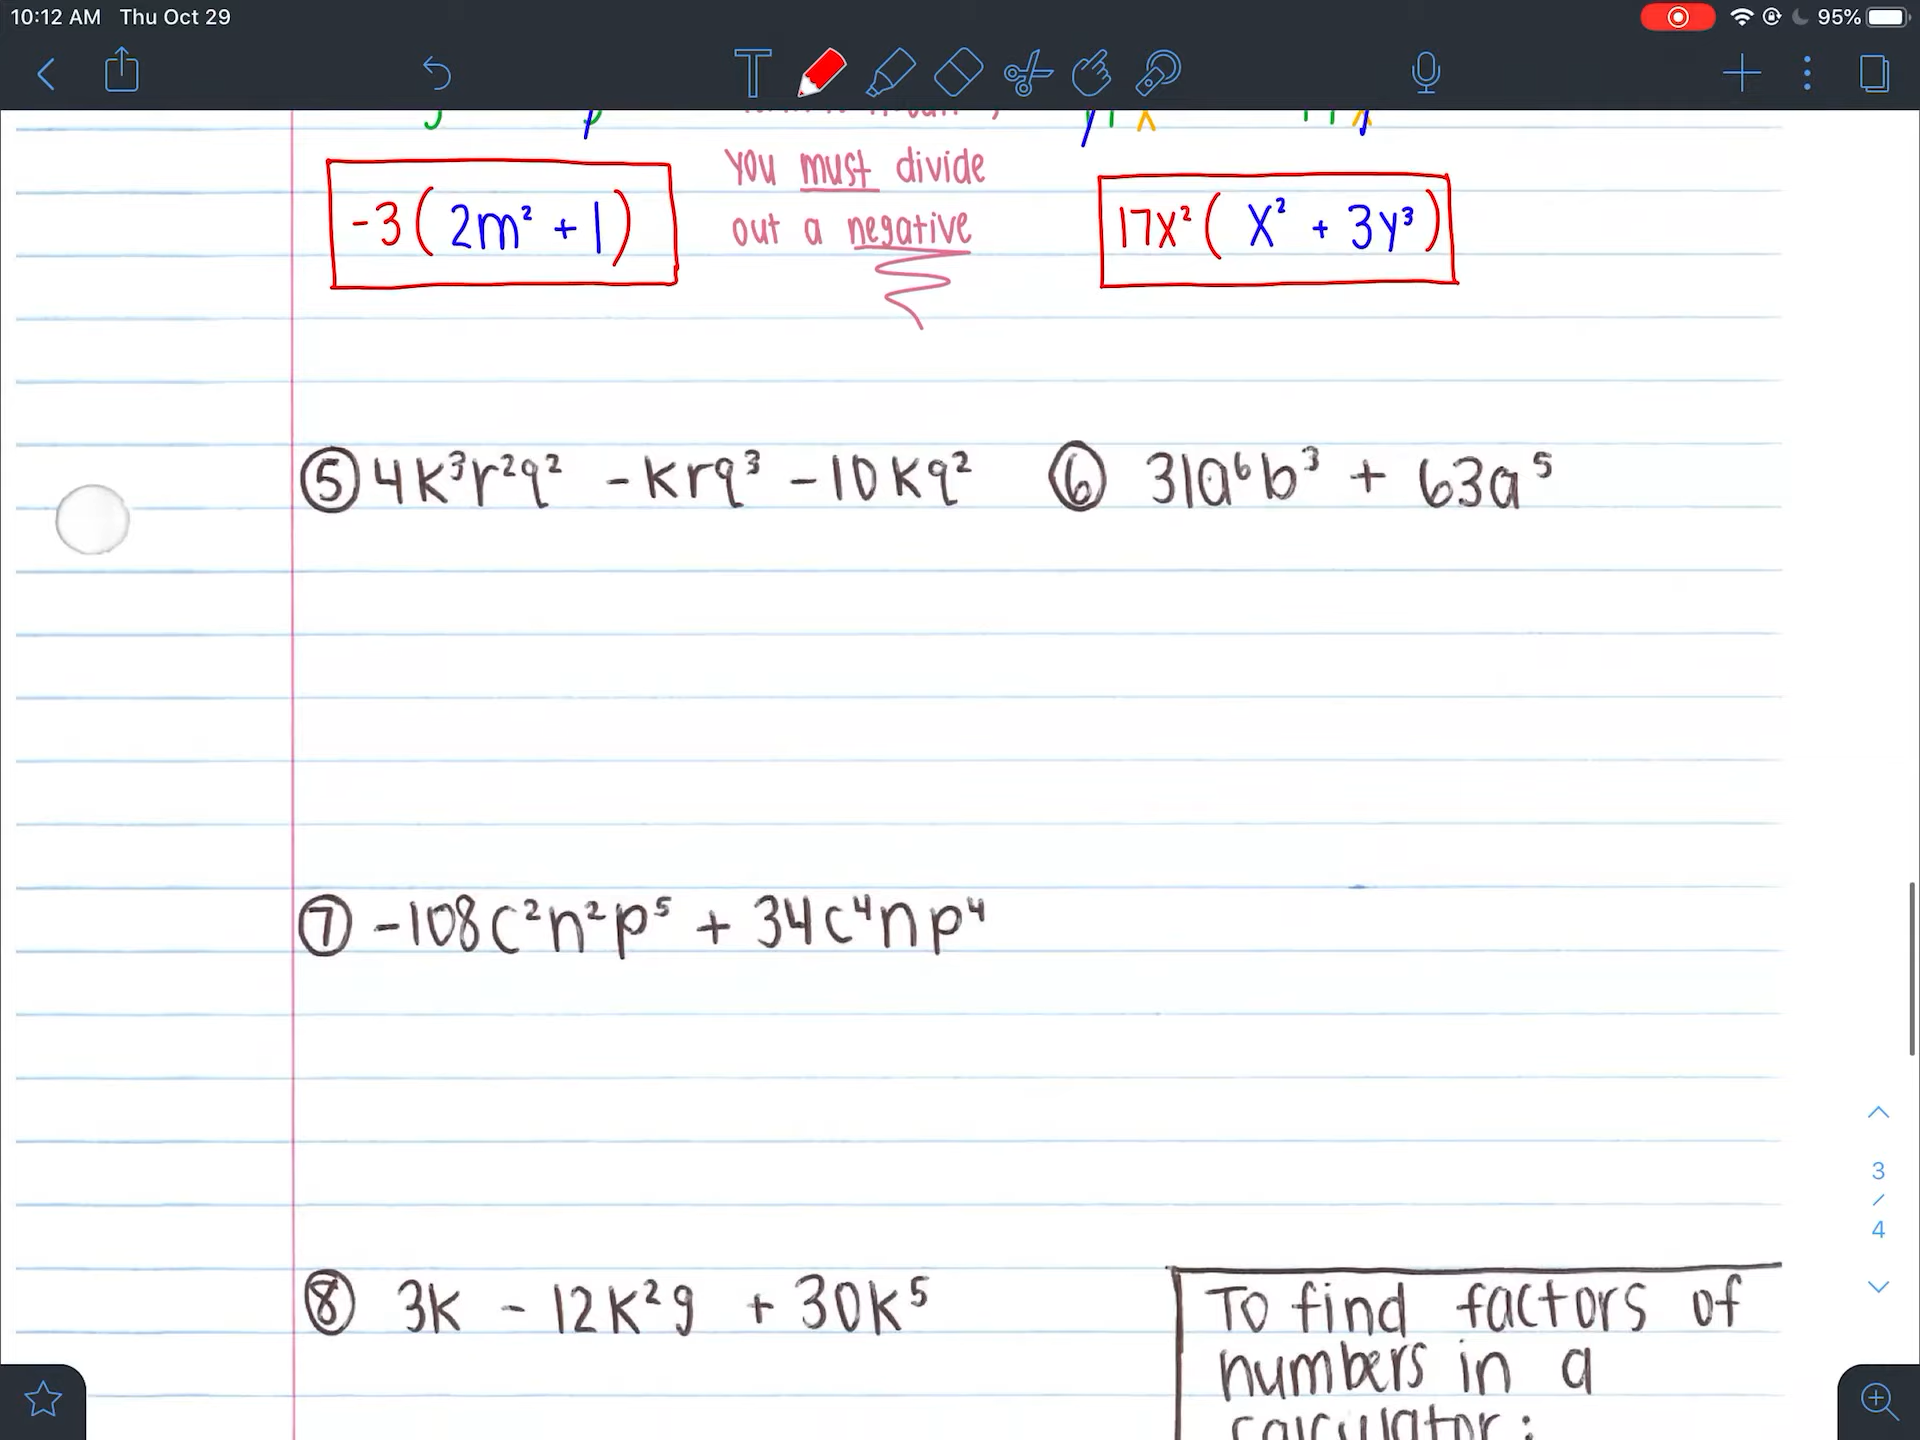 10:12 AM Thu Oct 29
95%
T
You must divide
-3(2m² + 1)
out a negative
17x²(x² + 3y³)
⑤ 4k³r²q² - krq³ - 10kq²
⑥ 31a⁶b³ + 63a⁵
⑦ -108c²n²p⁵ + 34c⁴np⁴
3
/
4
⑧ 3k - 12k²g + 30k⁵
To find factors of
numbers in a
calculator: